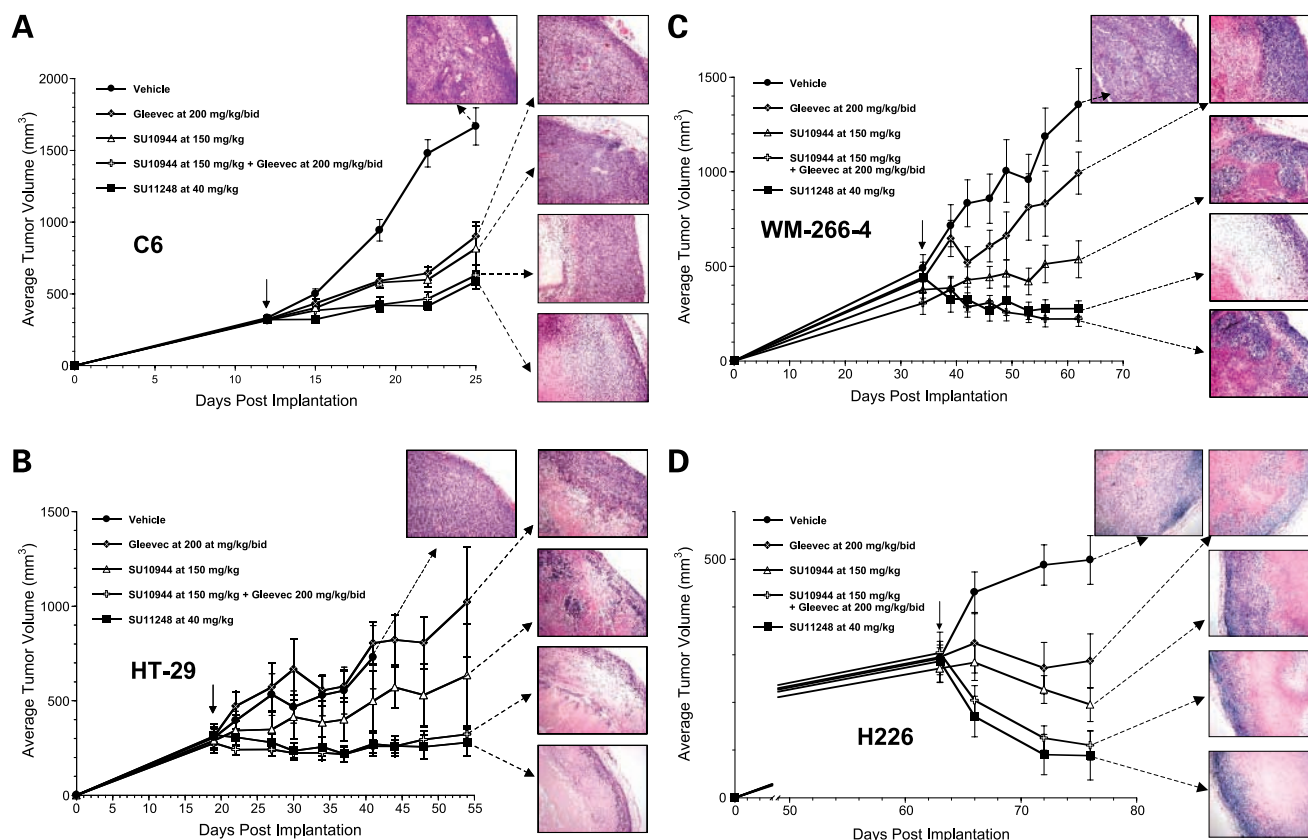 A
Average Tumor Volume (mm³)
2000
1500
1000
500
0
Vehicle
Gleevec at 200 mg/kg/bid
SU10944 at 150 mg/kg
SU10944 at 150 mg/kg + Gleevec at 200 mg/kg/bid
SU11248 at 40 mg/kg
C6
0 5 10 15 20 25
Days Post Implantation
B
Average Tumor Volume (mm³)
1500
1000
500
0
Vehicle
Gleevec at 200 at mg/kg/bid
SU10944 at 150 mg/kg
SU10944 at 150 mg/kg + Gleevec 200 mg/kg/bid
SU11248 at 40 mg/kg
HT-29
0 5 10 15 20 25 30 35 40 45 50 55
Days Post Implantation
C
Average Tumor Volume (mm³)
1500
1000
500
0
Vehicle
Gleevec at 200 mg/kg/bid
SU10944 at 150 mg/kg
SU10944 at 150 mg/kg
+ Gleevec at 200 mg/kg/bid
SU11248 at 40 mg/kg
WM-266-4
0 10 20 30 40 50 60 70
Days Post Implantation
D
Average Tumor Volume (mm³)
500
0
Vehicle
Gleevec at 200 mg/kg/bid
SU10944 at 150 mg/kg
SU10944 at 150 mg/kg
+ Gleevec at 200 mg/kg/bid
SU11248 at 40 mg/kg
H226
0 50 60 70 80
Days Post Implantation